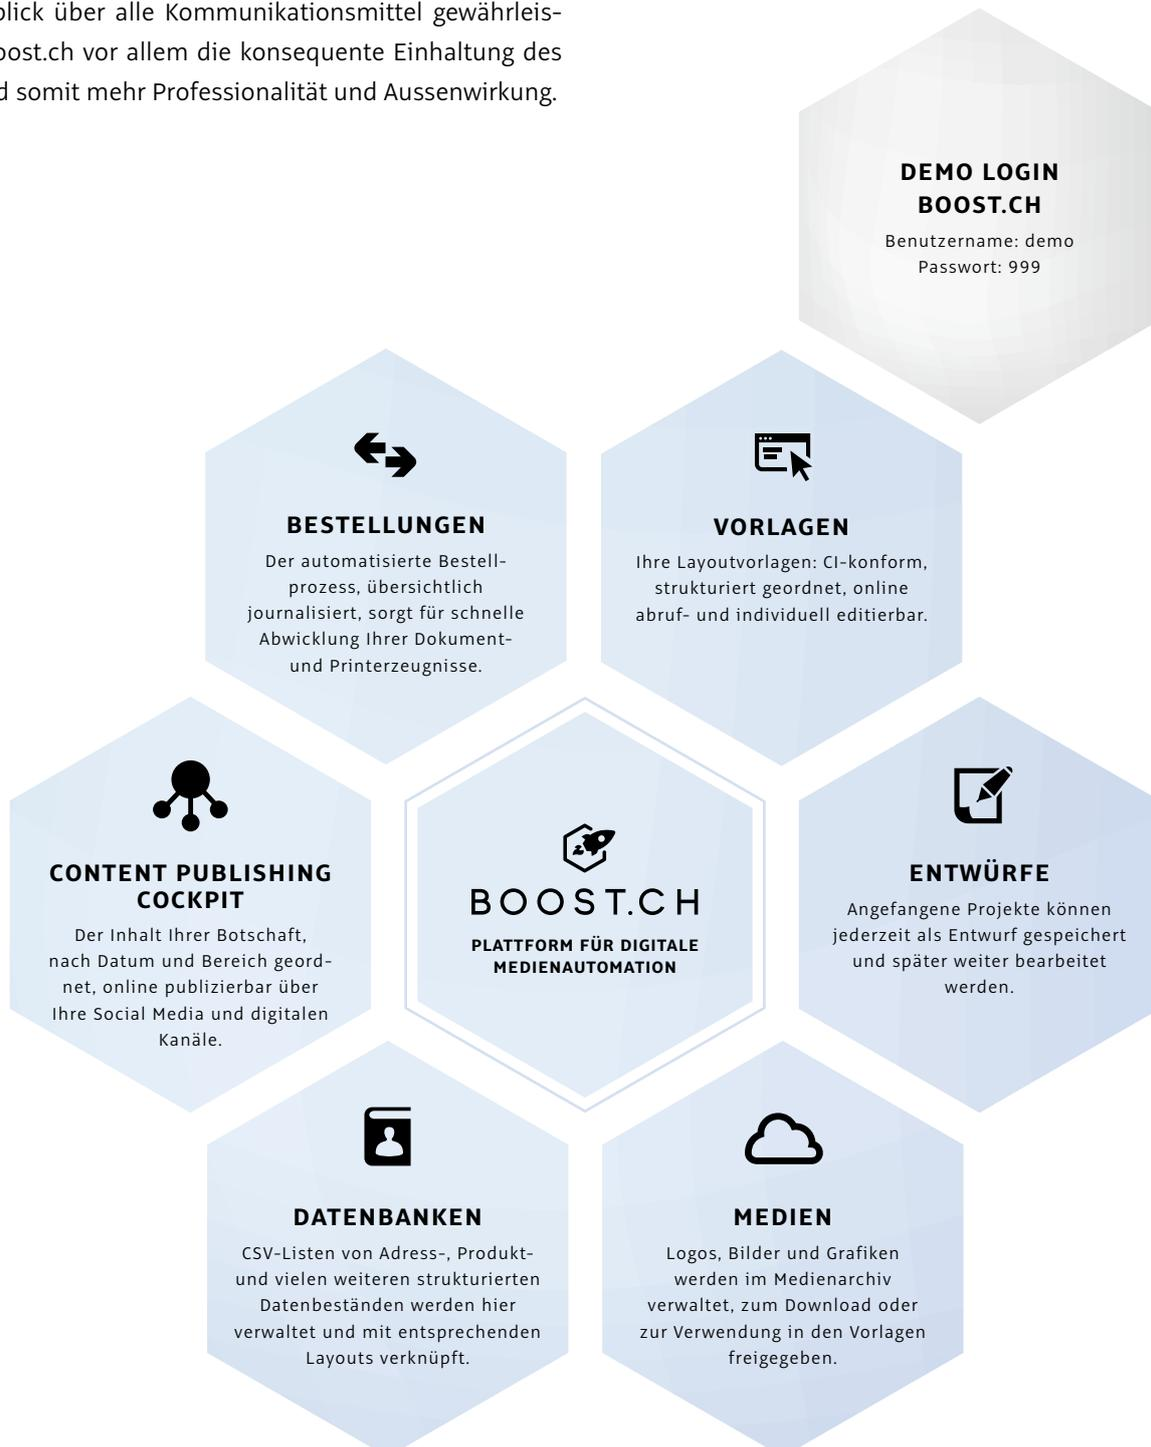 blick über alle Kommunikationsmittel gewährleis-
oost.ch vor allem die konsequente Einhaltung des
d somit mehr Professionalität und Aussenwirkung.
DEMO LOGIN
BOOST.CH
Benutzername: demo
Passwort: 999
BESTELLUNGEN
Der automatisierte Bestell-
prozess, übersichtlich
journalisiert, sorgt für schnelle
Abwicklung Ihrer Dokument-
und Printerzeugnisse.
VORLAGEN
Ihre Layoutvorlagen: CI-konform,
strukturiert geordnet, online
abruf- und individuell editierbar.
CONTENT PUBLISHING
COCKPIT
Der Inhalt Ihrer Botschaft,
nach Datum und Bereich geord-
net, online publizierbar über
Ihre Social Media und digitalen
Kanäle.
BOOST.CH
PLATTFORM FÜR DIGITALE
MEDIENAUTOMATION
ENTWÜRFE
Angefangene Projekte können
jederzeit als Entwurf gespeichert
und später weiter bearbeitet
werden.
DATENBANKEN
CSV-Listen von Adress-, Produkt-
und vielen weiteren strukturierten
Datenbeständen werden hier
verwaltet und mit entsprechenden
Layouts verknüpft.
MEDIEN
Logos, Bilder und Grafiken
werden im Medienarchiv
verwaltet, zum Download oder
zur Verwendung in den Vorlagen
freigegeben.